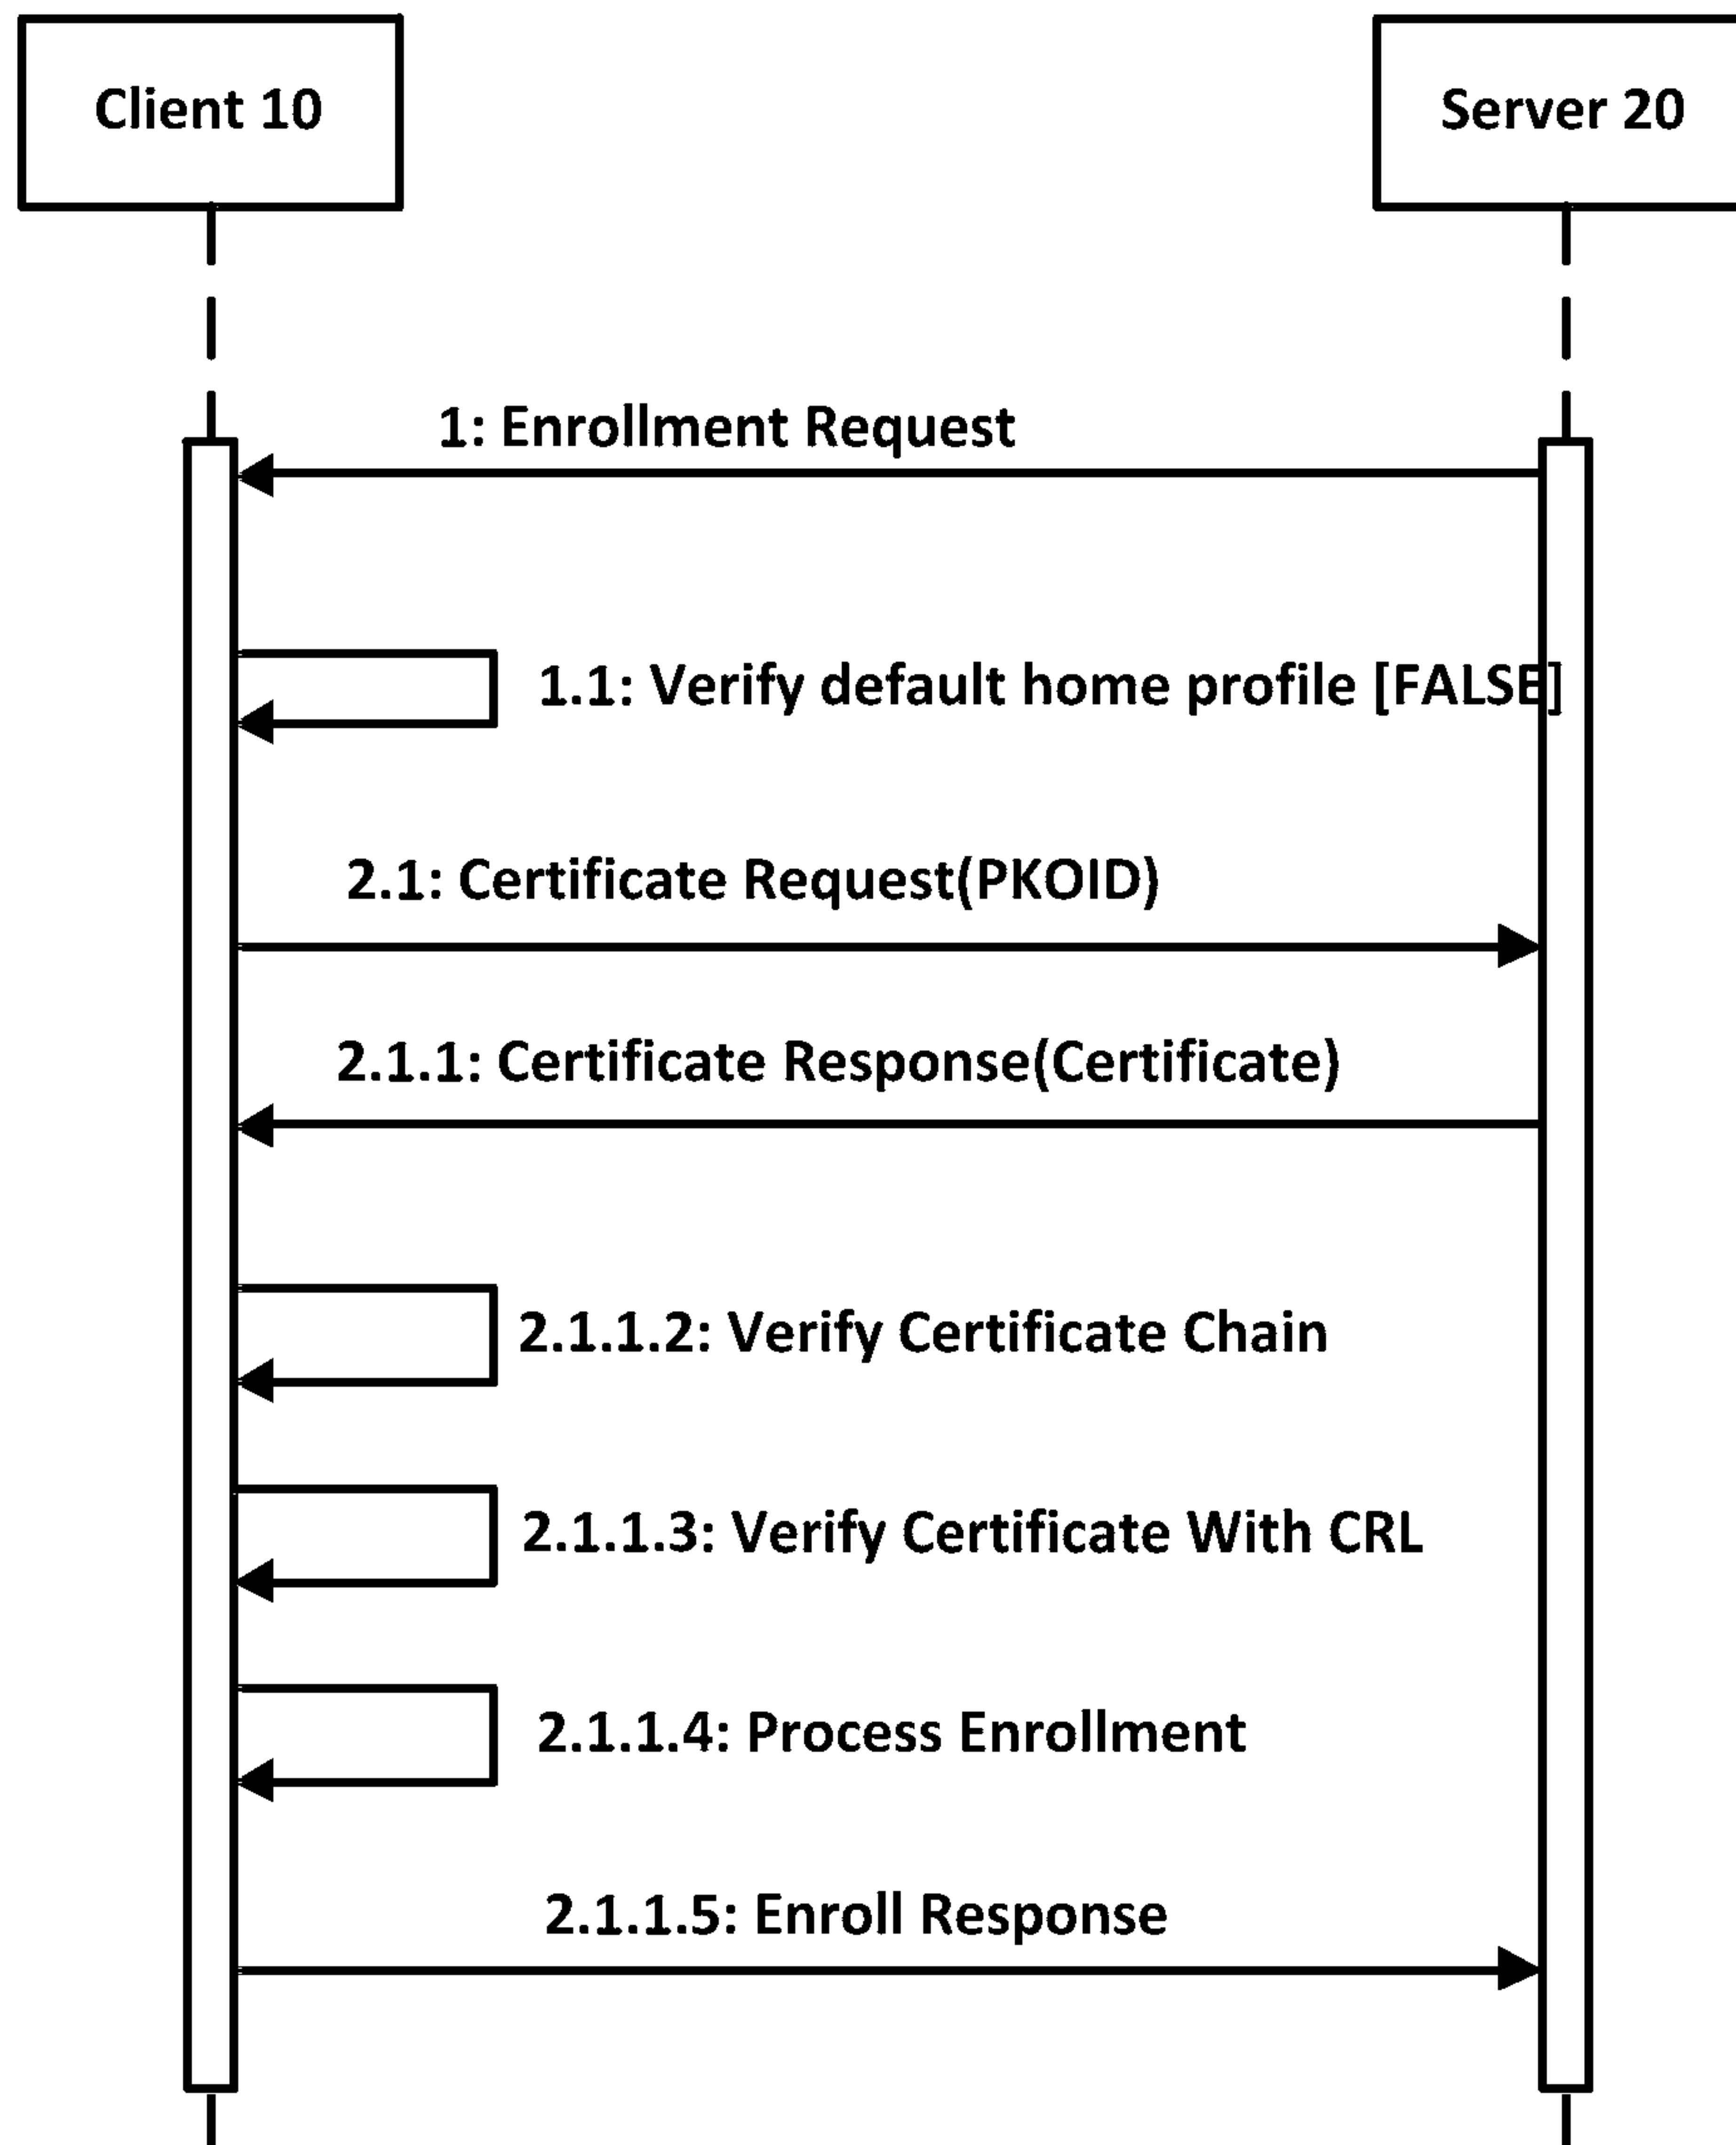 Client 10
Server 20
1: Enrollment Request
1.1: Verify default home profile [FALSE]
2.1: Certificate Request(PKOID)
2.1.1: Certificate Response(Certificate)
2.1.1.2: Verify Certificate Chain
2.1.1.3: Verify Certificate With CRL
2.1.1.4: Process Enrollment
2.1.1.5: Enroll Response